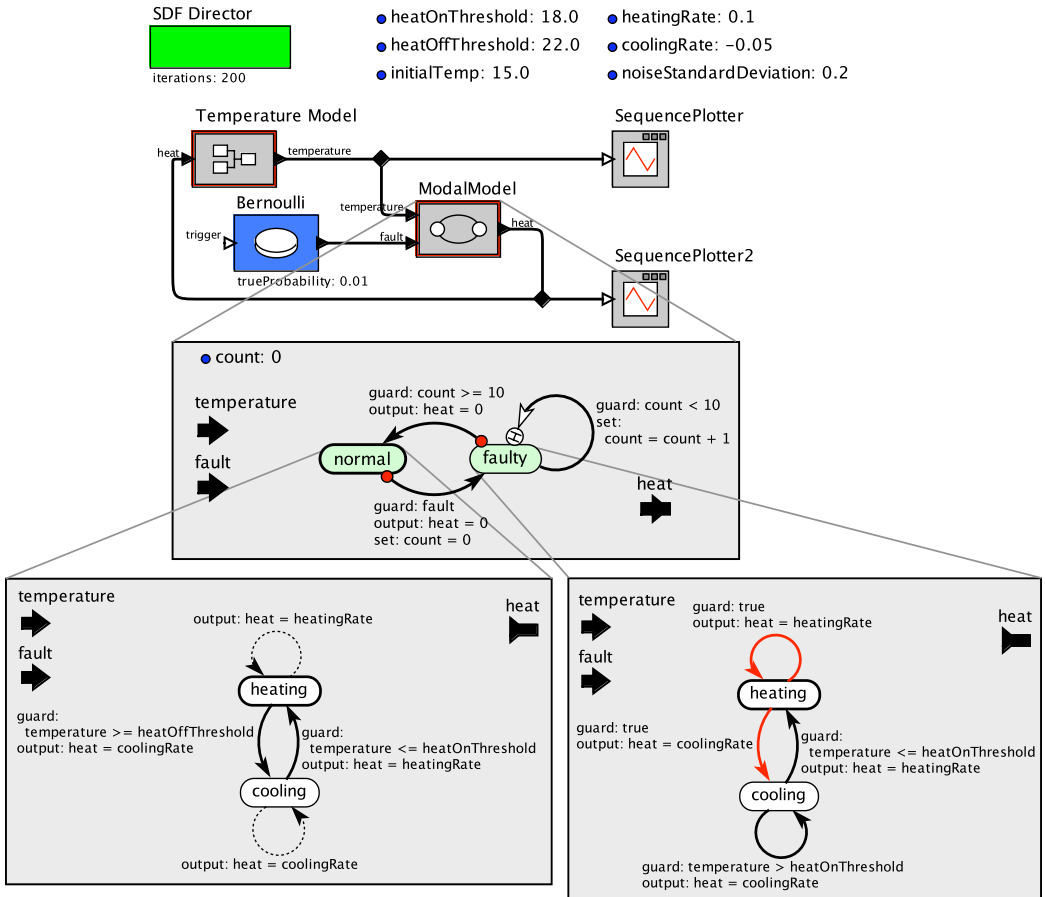 SDF Director
iterations: 200
heatOnThreshold: 18.0
heatOffThreshold: 22.0
initialTemp: 15.0
heatingRate: 0.1
coolingRate: -0.05
noiseStandardDeviation: 0.2
Temperature Model
heat
temperature
SequencePlotter
ModalModel
temperature
fault
heat
Bernoulli
trigger
trueProbability: 0.01
SequencePlotter2
count: 0
temperature
fault
guard: count >= 10
output: heat = 0
guard: count < 10
set:
count = count + 1
H
normal
faulty
heat
guard: fault
output: heat = 0
set: count = 0
temperature
fault
heat
output: heat = heatingRate
heating
guard:
temperature >= heatOffThreshold
output: heat = coolingRate
guard:
temperature <= heatOnThreshold
output: heat = heatingRate
cooling
output: heat = coolingRate
temperature
fault
heat
guard: true
output: heat = heatingRate
heating
guard: true
output: heat = coolingRate
guard:
temperature <= heatOnThreshold
output: heat = heatingRate
cooling
guard: temperature > heatOnThreshold
output: heat = coolingRate